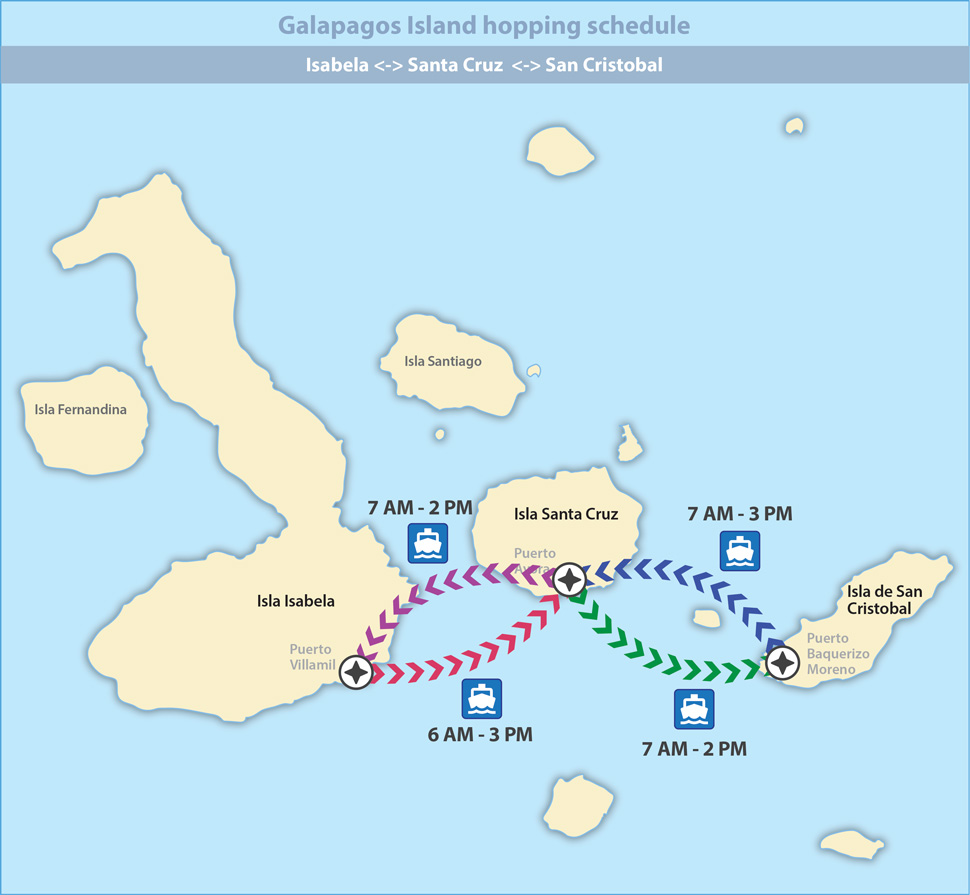 Galapagos Island hopping schedule
Isabela <-> Santa Cruz <-> San Cristobal
Isla Santiago
Isla Fernandina
7 AM - 2 PM
Isla Santa Cruz
7 AM - 3 PM
Puerto
Ayora
Isla Isabela
Isla de San
Cristobal
Puerto
Villamil
Puerto
Baquerizo
Moreno
6 AM - 3 PM
7 AM - 2 PM